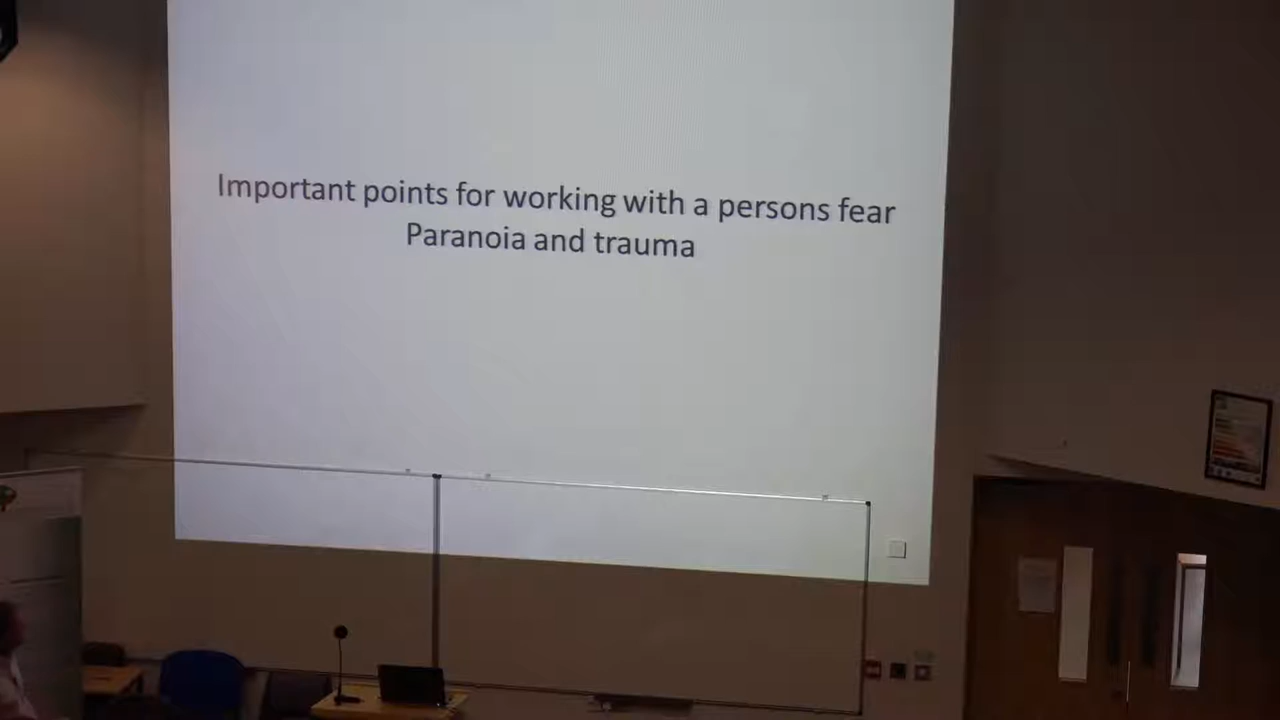 Important points for working with a persons fear
Paranoia and trauma